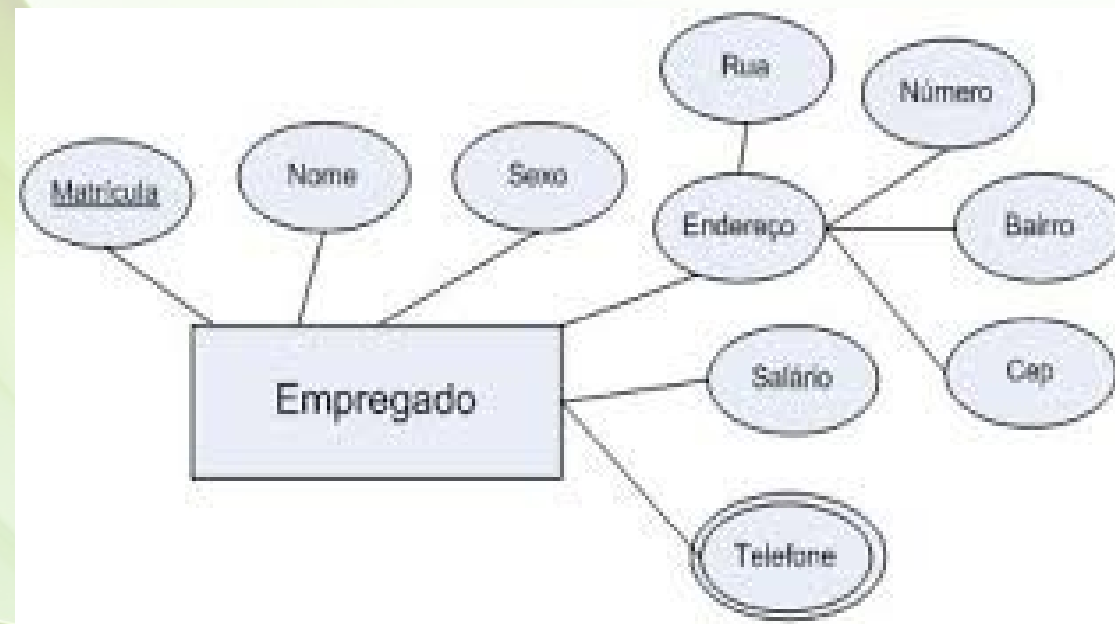 Rua
Número
Matrícula
Nome
Sexo
Endereço
Bairro
Salário
Cep
Empregado
Telefone